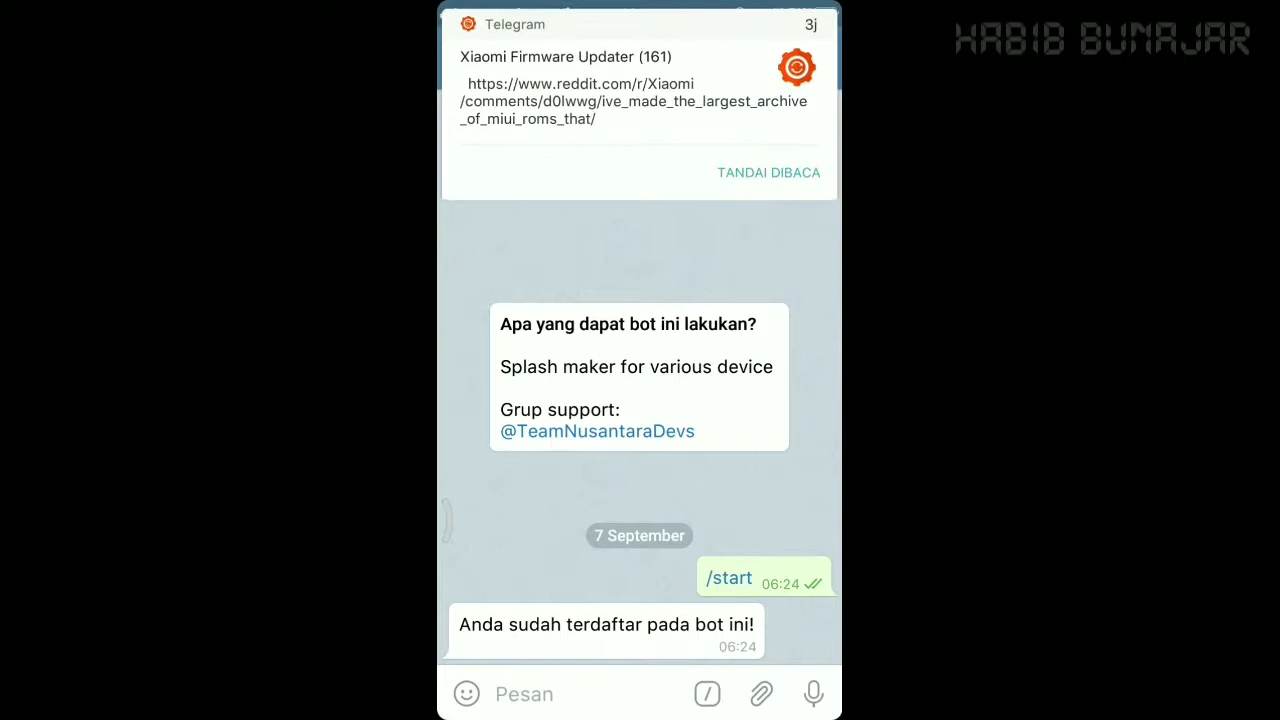 HABIB BUNAJAR
Telegram
3j
Xiaomi Firmware Updater (161)
https://www.reddit.com/r/Xiaomi
/comments/d0lwwg/ive_made_the_largest_archive
_of_miui_roms_that/
TANDAI DIBACA
Apa yang dapat bot ini lakukan?
Splash maker for various device
Grup support:
@TeamNusantaraDevs
7 September
/start 06:24
Anda sudah terdaftar pada bot ini!
06:24
Pesan